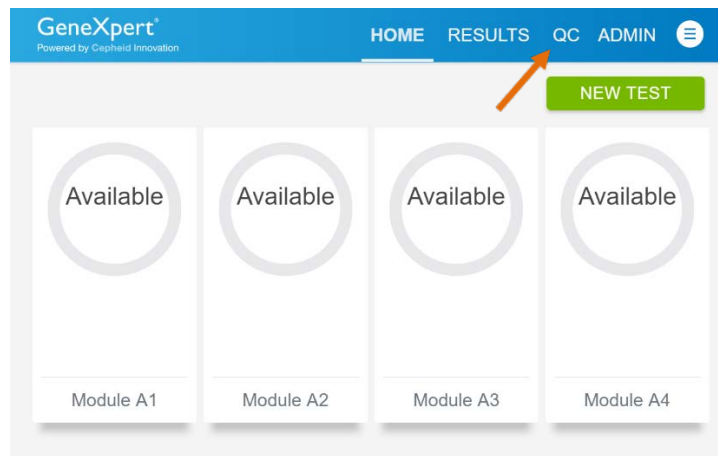 GeneXpert®
Powered by Cepheid Innovation
HOME RESULTS QC ADMIN
NEW TEST
Available Available Available Available
Module A1 Module A2 Module A3 Module A4